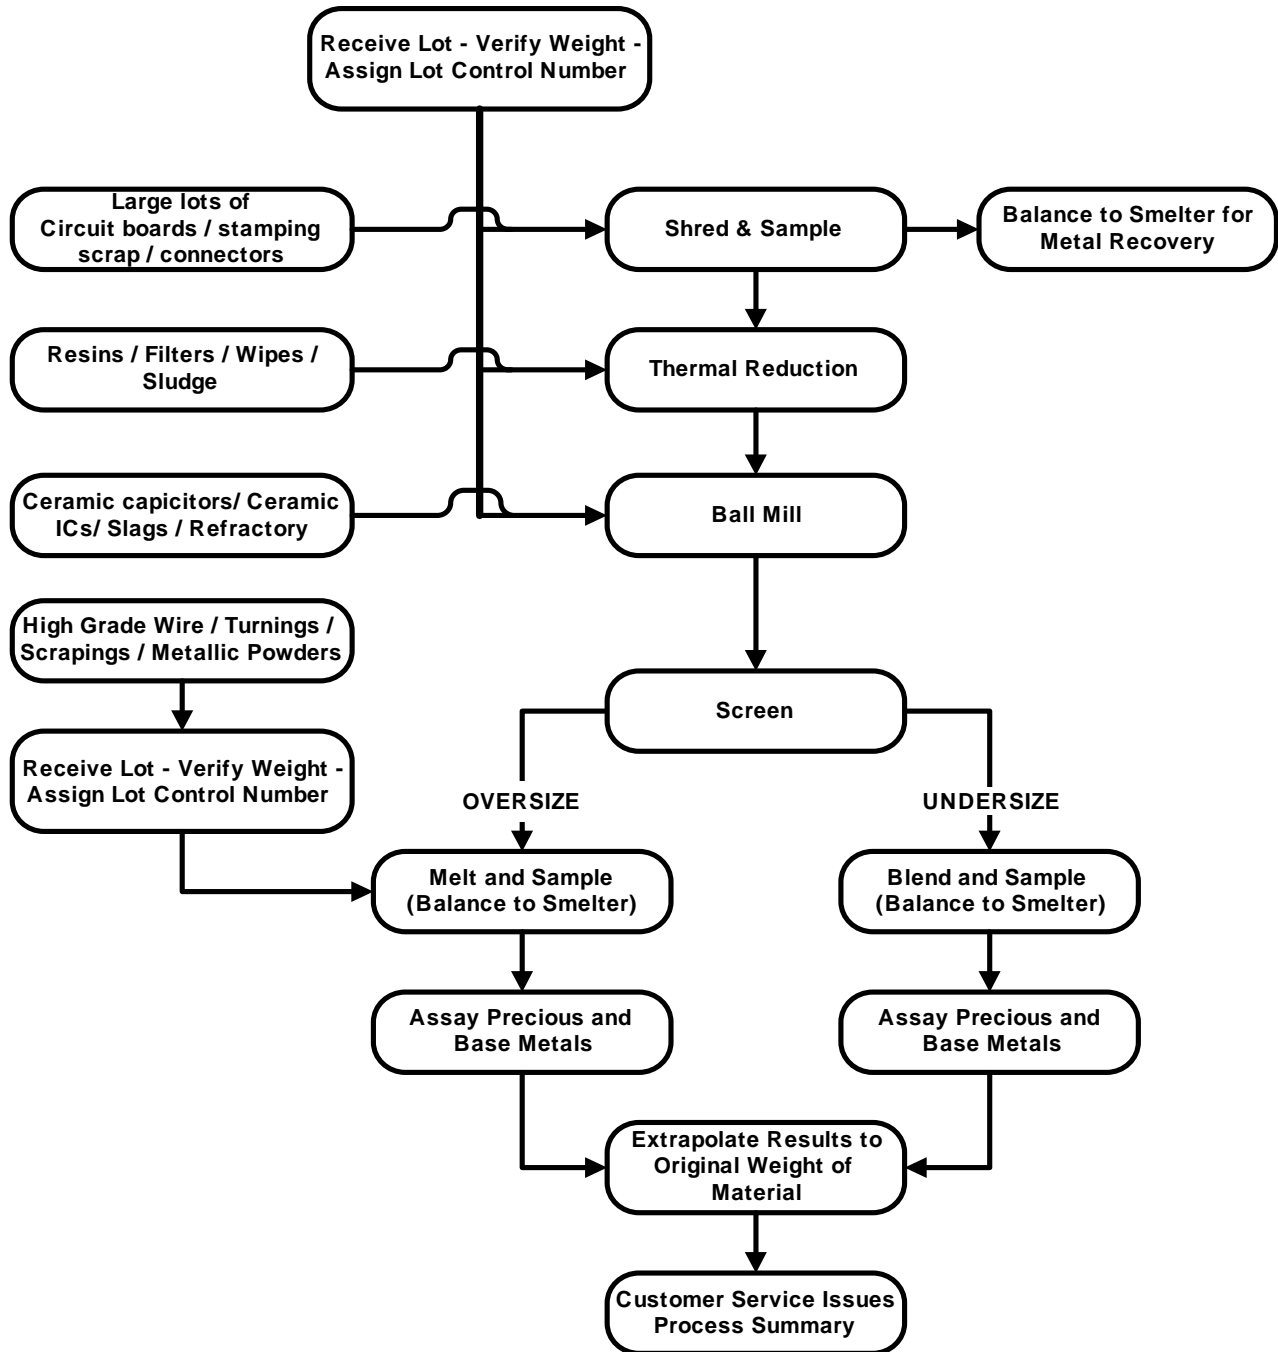 Receive Lot - Verify Weight -
Assign Lot Control Number
Large lots of
Circuit boards / stamping
scrap / connectors
Shred & Sample
Balance to Smelter for
Metal Recovery
Resins / Filters / Wipes /
Sludge
Thermal Reduction
Ceramic capicitors/ Ceramic
ICs/ Slags / Refractory
Ball Mill
High Grade Wire / Turnings /
Scrapings / Metallic Powders
Screen
Receive Lot - Verify Weight -
Assign Lot Control Number
OVERSIZE
UNDERSIZE
Melt and Sample
(Balance to Smelter)
Blend and Sample
(Balance to Smelter)
Assay Precious and
Base Metals
Assay Precious and
Base Metals
Extrapolate Results to
Original Weight of
Material
Customer Service Issues
Process Summary